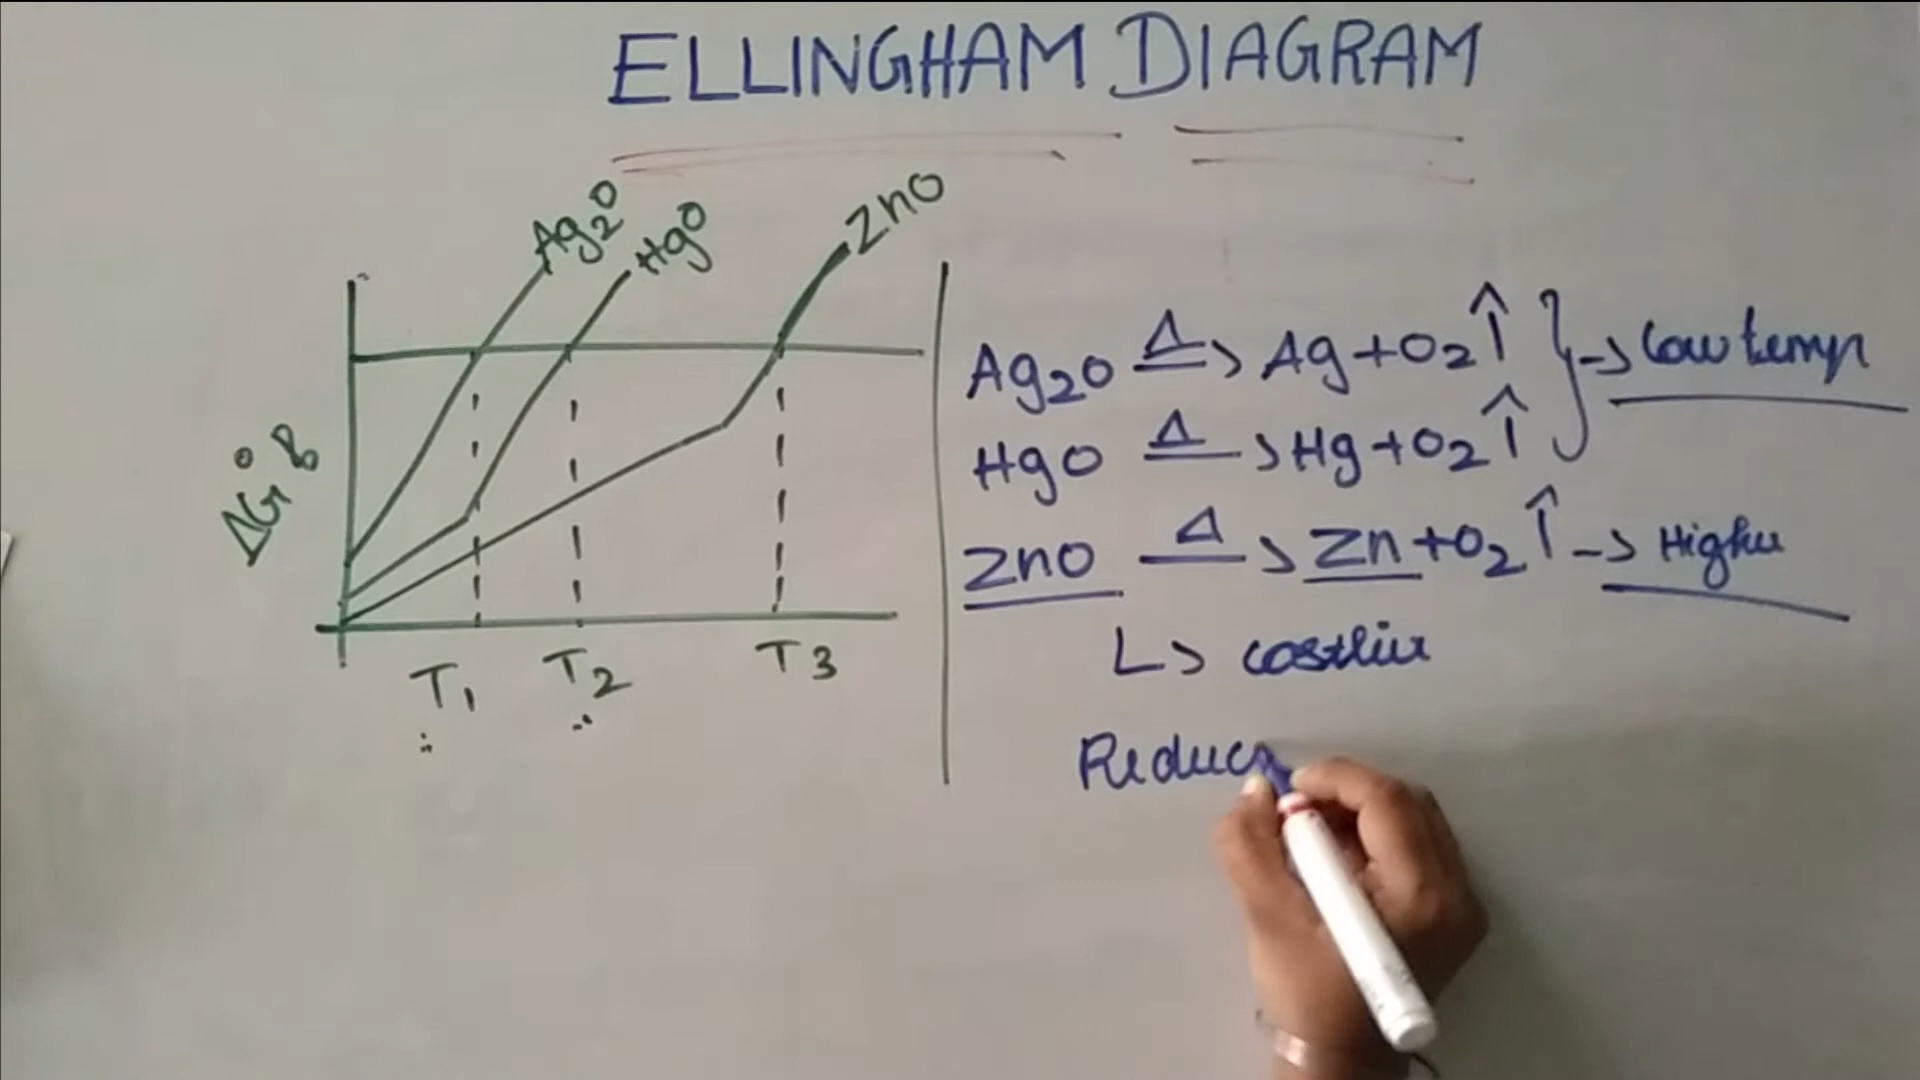 ELLINGHAM DIAGRAM
Ag2O
HgO
ZnO
ΔG°
T1
T2
T3
Ag2O Δ-> Ag+O2↑
HgO Δ-> Hg+O2↑
-> Low temp
ZnO Δ-> Zn+O2↑ -> Higher
L> costlier
Reduc